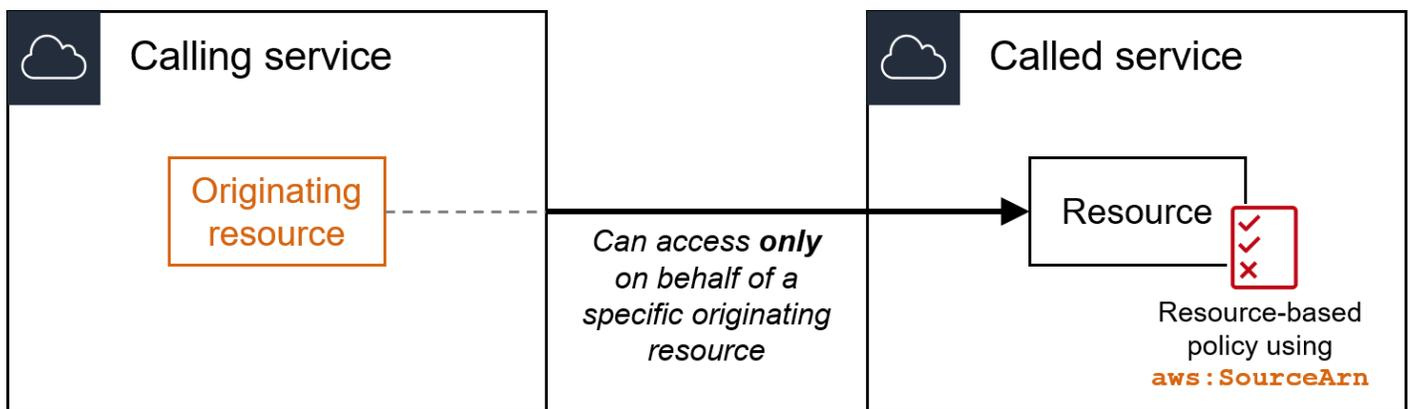 Calling service
Originating
resource
Can access only
on behalf of a
specific originating
resource
Called service
Resource
Resource-based
policy using
aws:SourceArn